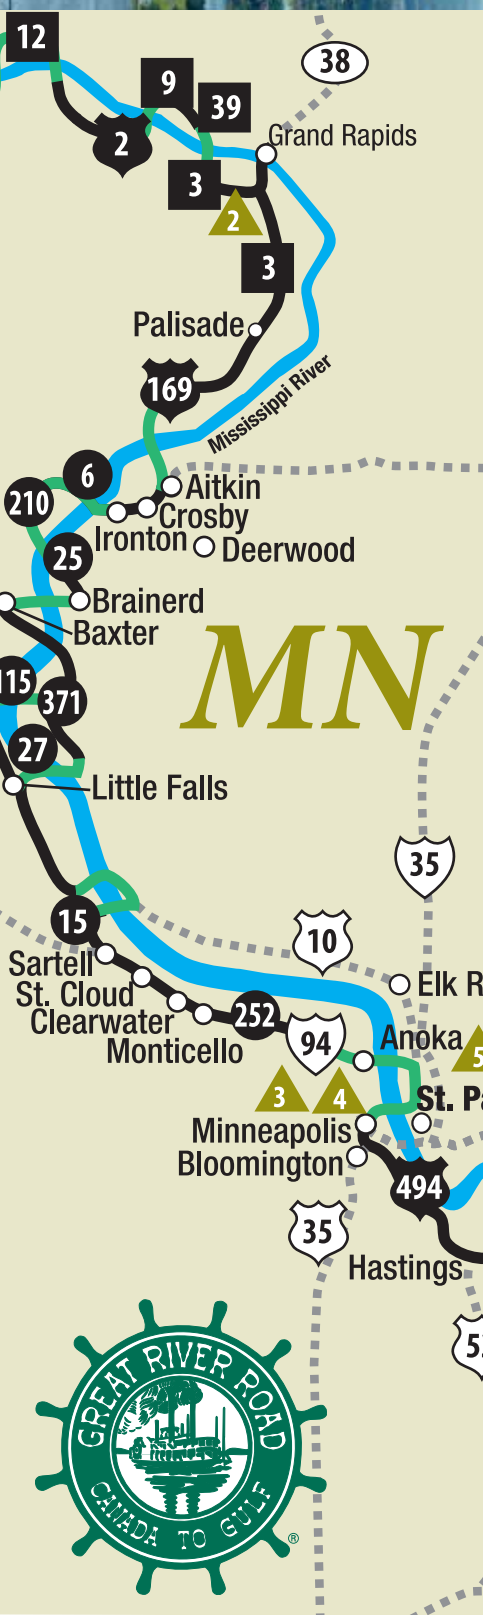 12
38
9
39
2
Grand Rapids
3
2
3
Palisade
169
Mississippi River
6
Aitkin
210
Crosby
Ironton
Deerwood
25
Brainerd
Baxter
MN
115
371
27
Little Falls
35
15
10
Sartell
Elk R
St. Cloud
Clearwater
252
94
Anoka
Monticello
5
3
4
St. Pa
Minneapolis
Bloomington
494
35
Hastings
GREAT RIVER ROAD
CANADA TO GULF
®